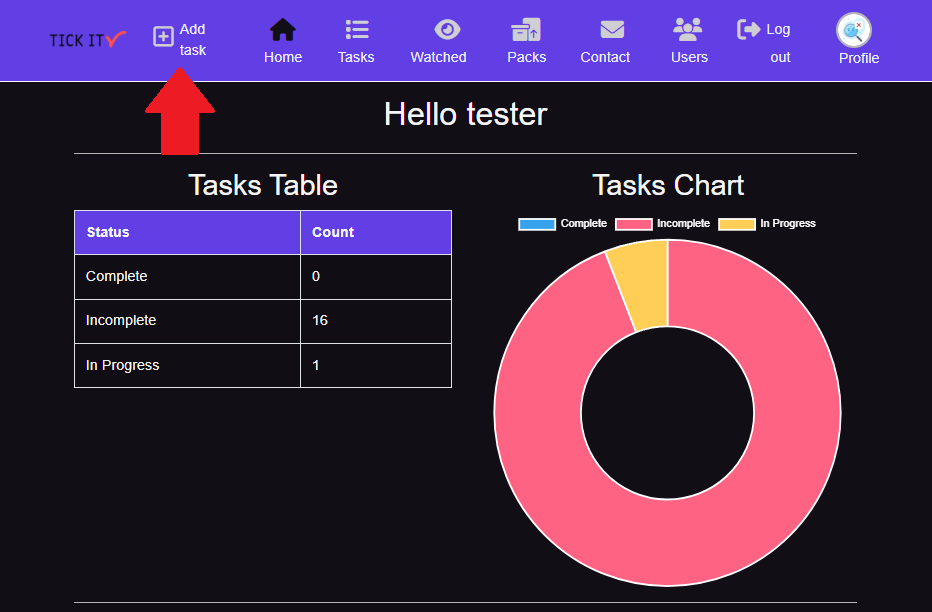 TICK IT
Add
task
Home
Tasks
Watched
Packs
Contact
Users
Log
out
Profile
Hello tester
Tasks Table
Status Count
Complete 0
Incomplete 16
In Progress 1
Tasks Chart
Complete Incomplete In Progress